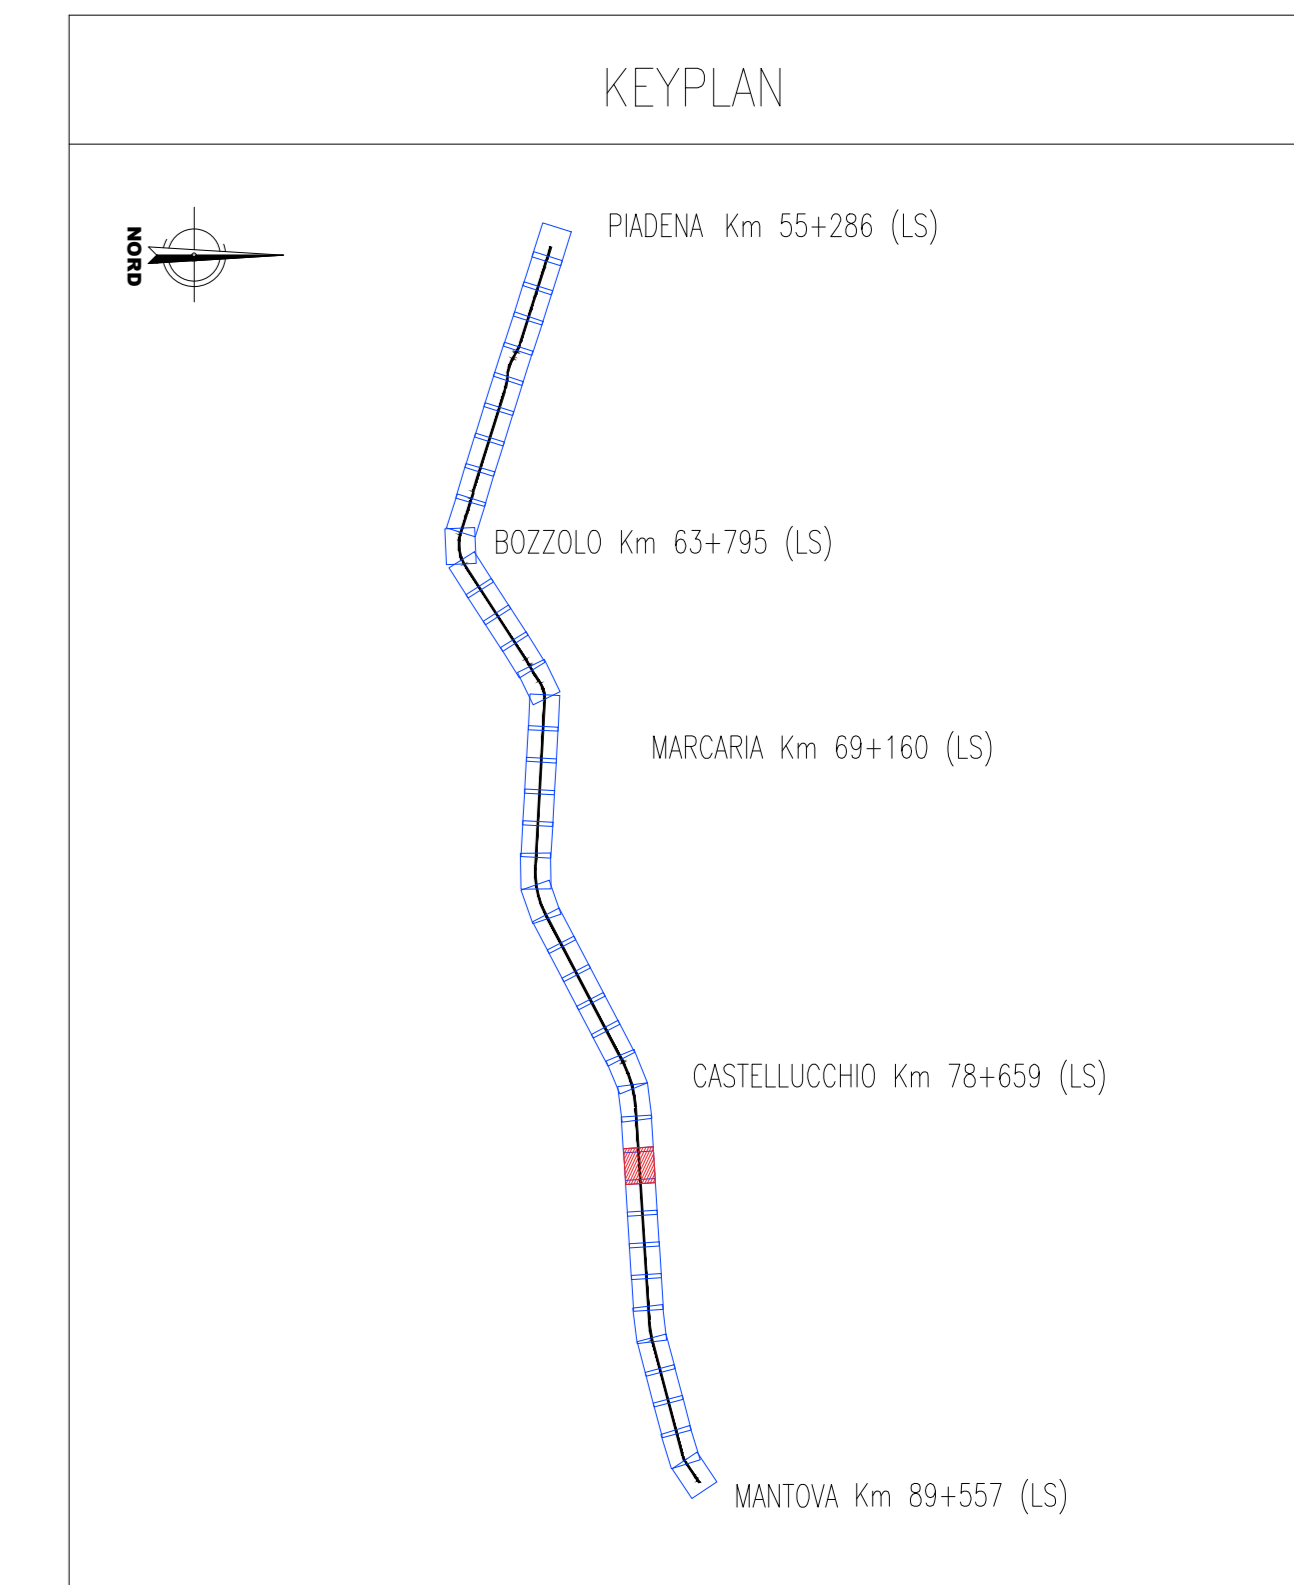 KEYPLAN
NORD
PIADENA Km 55+286 (LS)
BOZZOLO Km 63+795 (LS)
MARCARIA Km 69+160 (LS)
CASTELLUCCHIO Km 78+659 (LS)
MANTOVA Km 89+557 (LS)